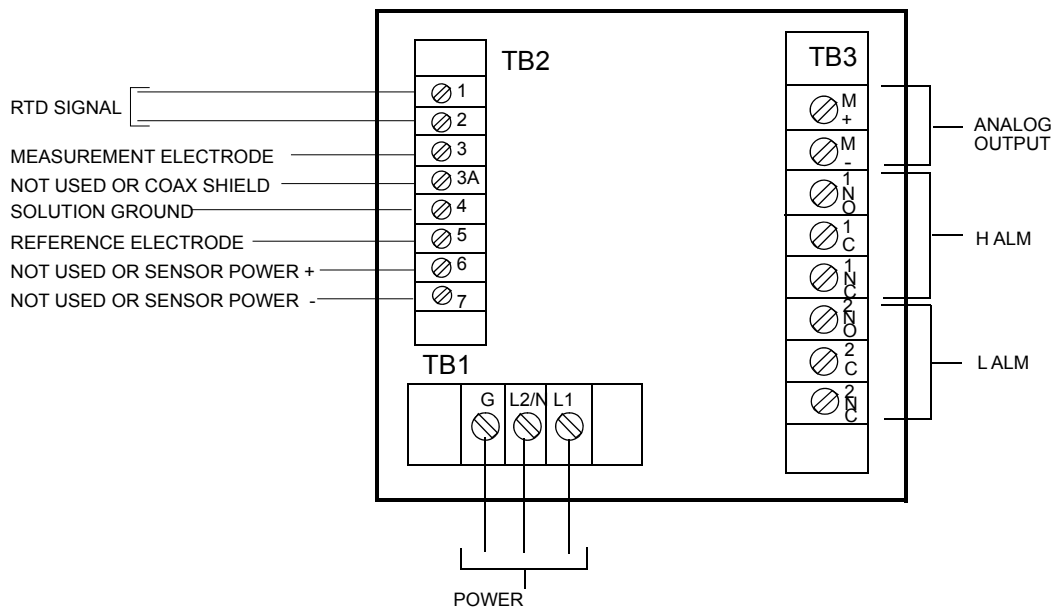 TB2
TB3
RTD SIGNAL
1
2
MEASUREMENT ELECTRODE
3
NOT USED OR COAX SHIELD
3A
SOLUTION GROUND
4
REFERENCE ELECTRODE
5
NOT USED OR SENSOR POWER +
6
NOT USED OR SENSOR POWER -
7
M
+
M
-
ANALOG
OUTPUT
1
N
O
1
C
1
N
C
H ALM
2
N
O
2
C
2
N
C
L ALM
TB1
G L2/N L1
POWER